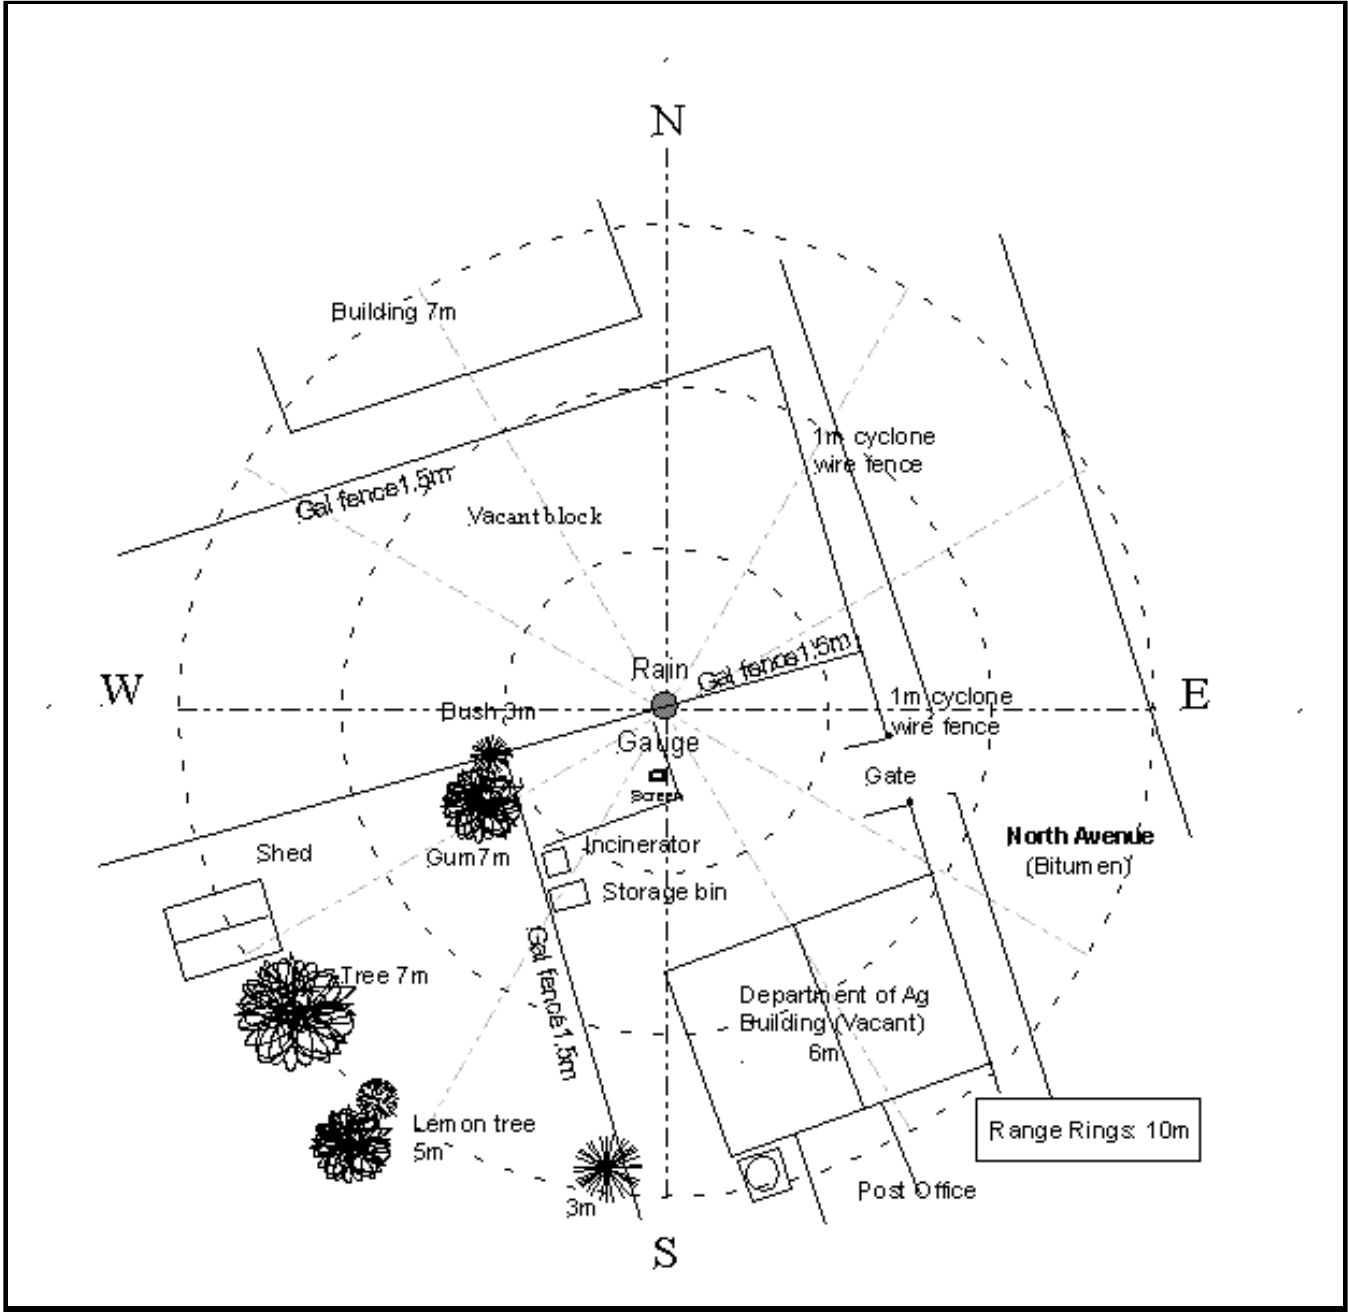 N
Building 7m
1m cyclone
wire fence
Gal fence1.5m
Vacant block
Rain
Gal fence1.5m
W
E
Bush 3m
1m cyclone
wire fence
Gauge
Gate
Screen
North Avenue
(Bitumen)
Incinerator
Shed
Gum7m
Storage bin
Gal fence1.5m
Tree 7m
Department of Ag
Building (Vacant)
6m
Lemon tree
5m
Range Rings: 10m
Post Office
3m
S